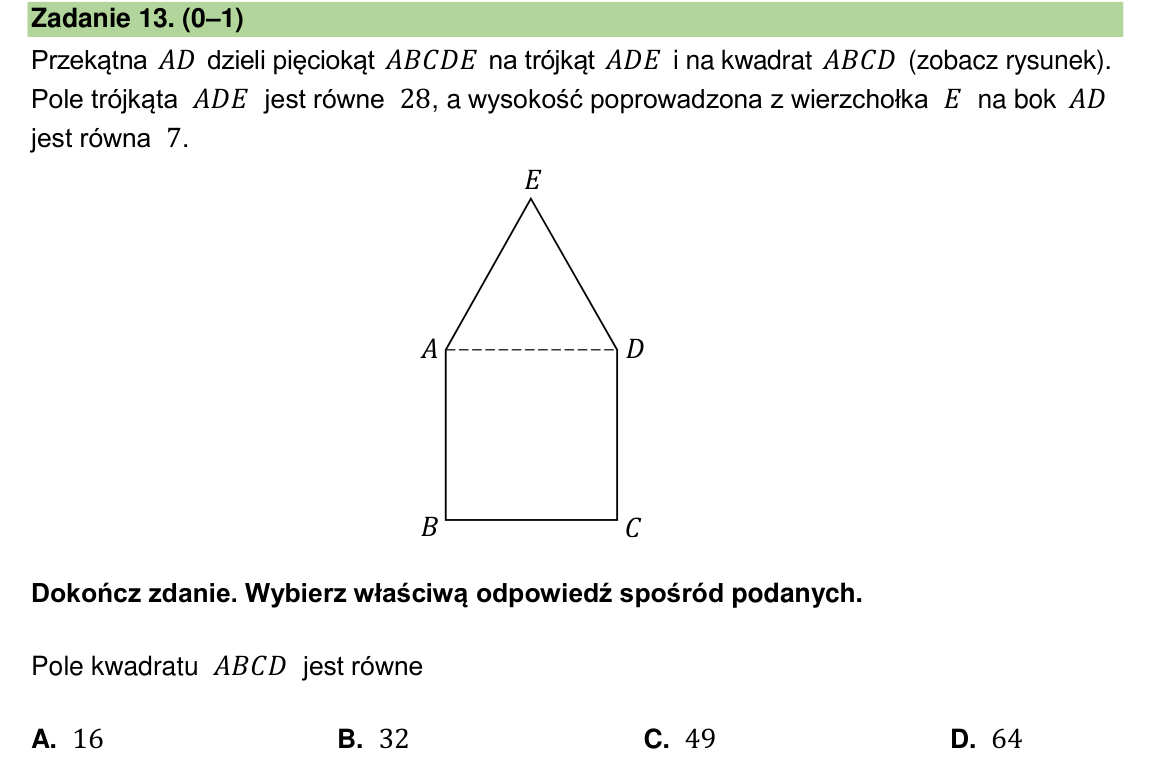 Zadanie 13. (0–1)
Przekątna AD dzieli pięciokąt ABCDE na trójkąt ADE i na kwadrat ABCD (zobacz rysunek).
Pole trójkąta ADE jest równe 28, a wysokość poprowadzona z wierzchołka E na bok AD
jest równa 7.
E
A D
B C
Dokończ zdanie. Wybierz właściwą odpowiedź spośród podanych.
Pole kwadratu ABCD jest równe
A. 16 B. 32 C. 49 D. 64